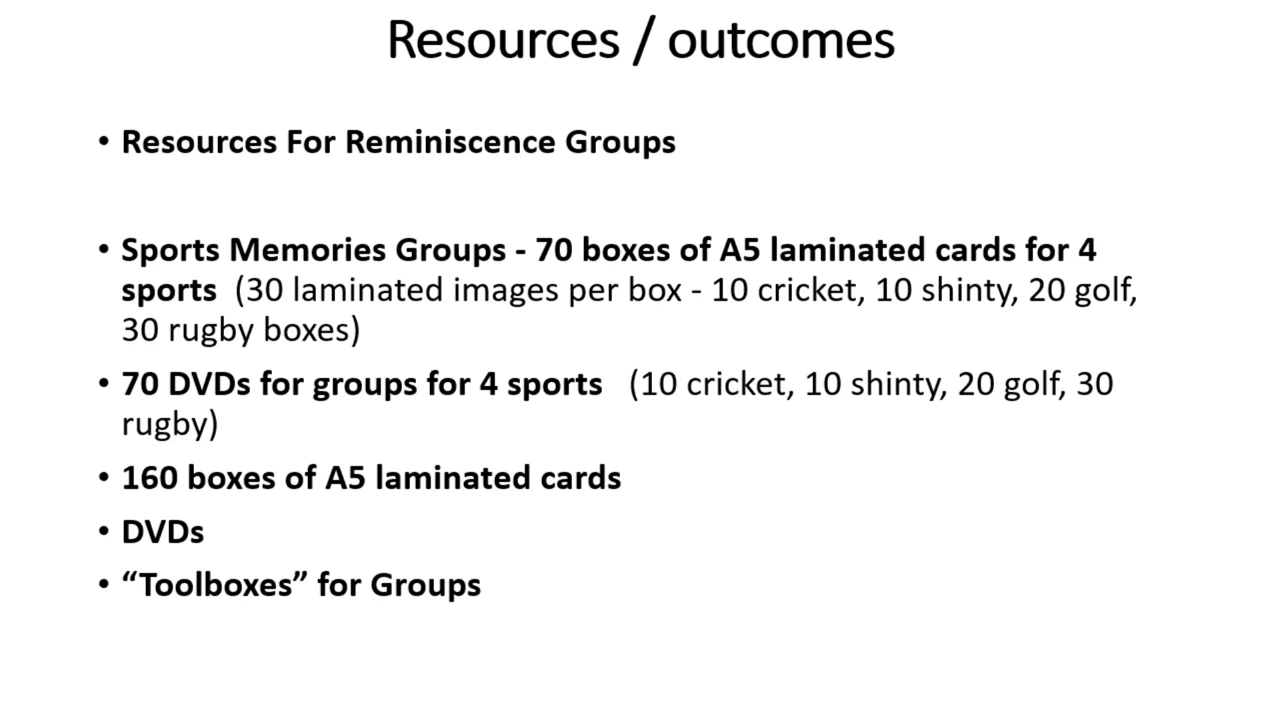 Resources / outcomes
• Resources For Reminiscence Groups
• Sports Memories Groups - 70 boxes of A5 laminated cards for 4
sports (30 laminated images per box - 10 cricket, 10 shinty, 20 golf,
30 rugby boxes)
• 70 DVDs for groups for 4 sports (10 cricket, 10 shinty, 20 golf, 30
rugby)
• 160 boxes of A5 laminated cards
• DVDs
• “Toolboxes” for Groups